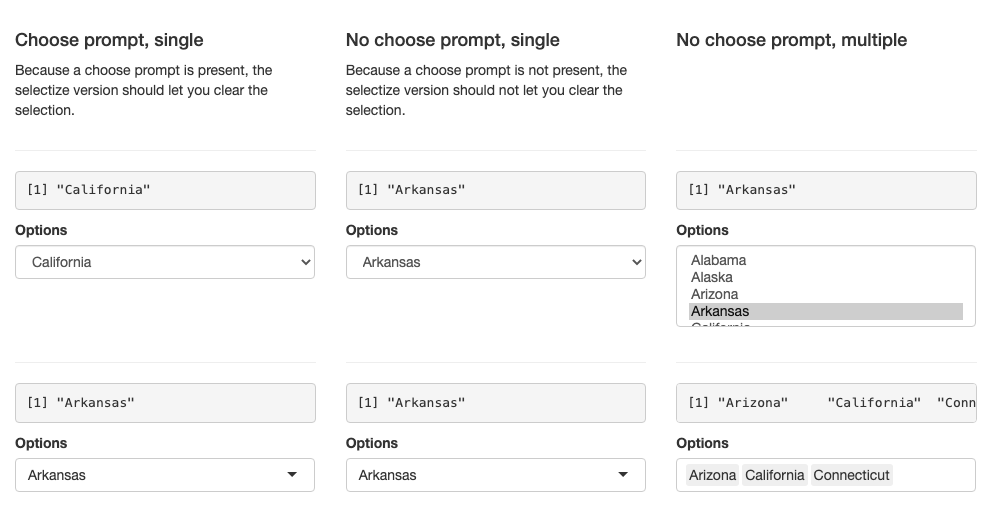 Choose prompt, single
Because a choose prompt is present, the
selectize version should let you clear the
selection.
No choose prompt, single
Because a choose prompt is not present, the
selectize version should not let you clear the
selection.
No choose prompt, multiple
[1] "California"
Options
California
[1] "Arkansas"
Options
Arkansas
[1] "Arkansas"
Options
Alabama
Alaska
Arizona
Arkansas
California
[1] "Arkansas"
Options
Arkansas
[1] "Arkansas"
Options
Arkansas
[1] "Arizona"     "California"  "Conn
Options
Arizona California Connecticut